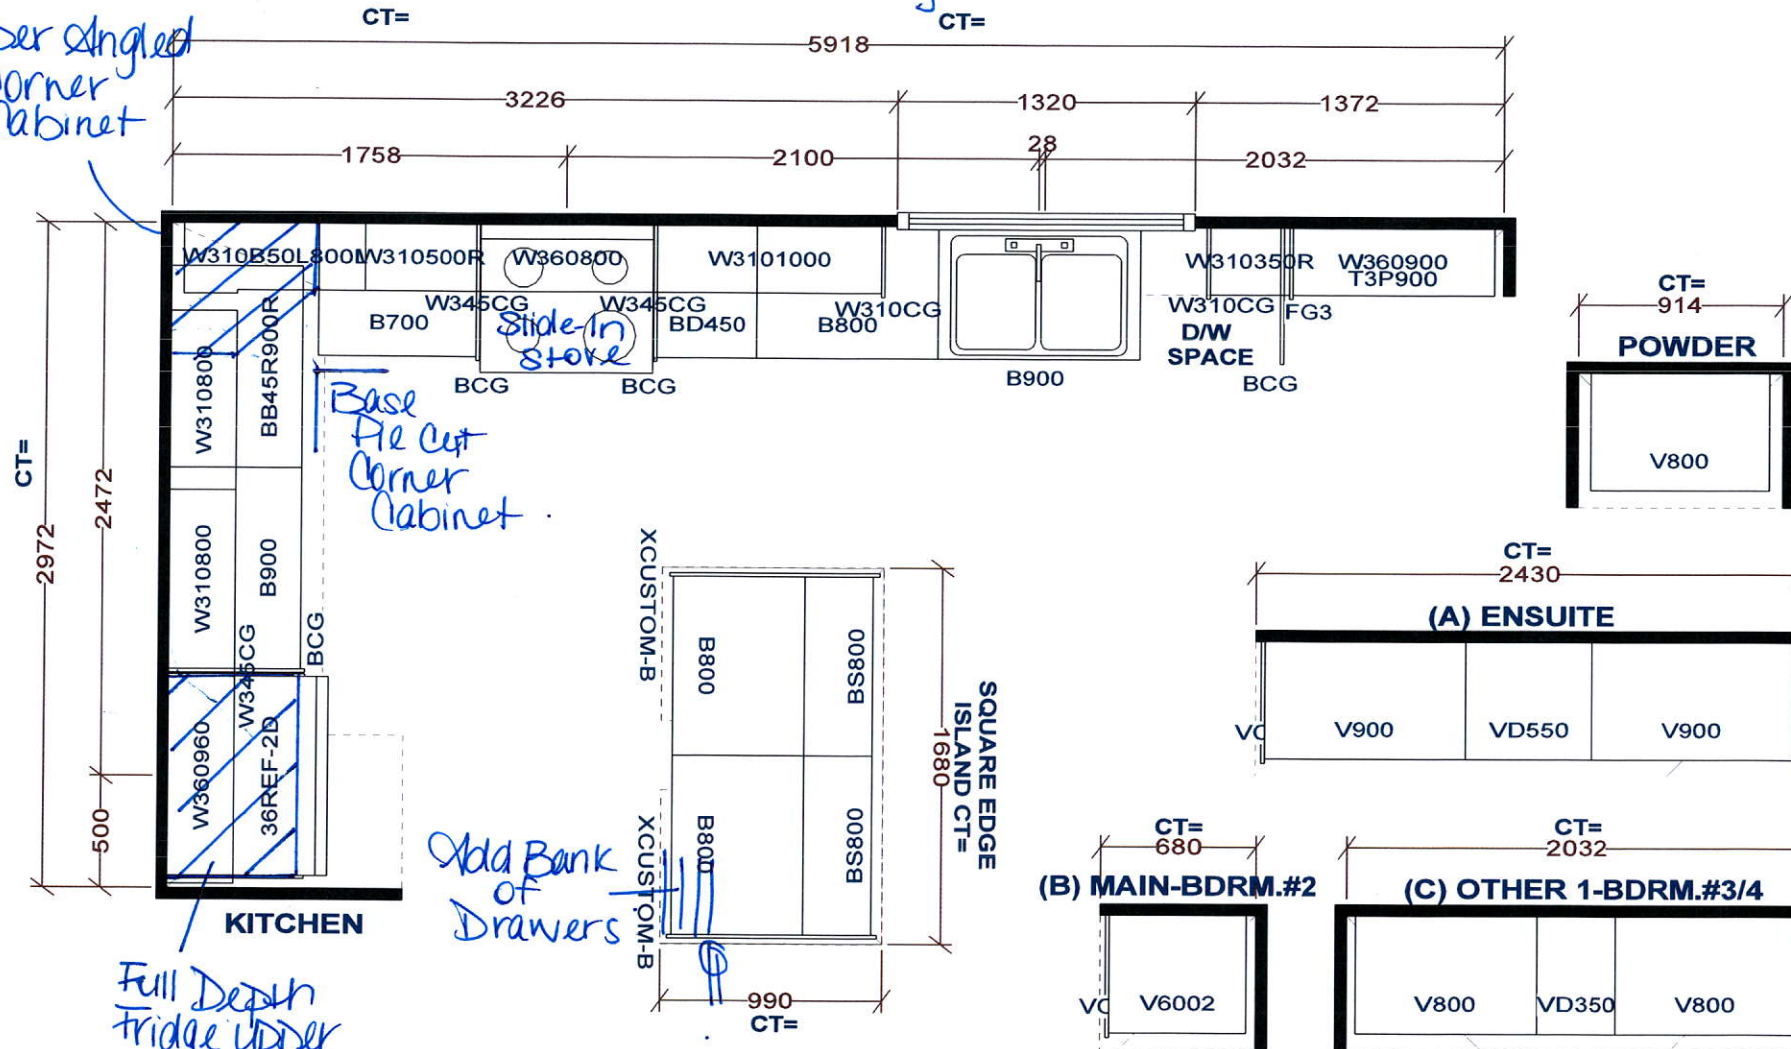 CT=
CT=
Angled
5918
orner
abinet
3226
1320
1372
1758
2100
28
2032
W310B50L800L
W310500R
W360800
W3101000
W310350R
W360900
T3P900
W345CG
W345CG
W310CG
W310CG
FG3
B700
Slide-In
Stove
BD450
B800
D/W
SPACE
BCG
BCG
B900
BCG
W310800
BB45R900R
Base
Pie Cut
Corner
Cabinet
CT=
2972
2472
500
W310800
B900
W345CG
BCG
W360960
36REF-2D
KITCHEN
Full Depth
Fridge Upper
XCUSTOM-B
B800
BS800
XCUSTOM-B
B800
BS800
Add Bank
of
Drawers
1680
SQUARE EDGE
ISLAND CT=
990
CT=
CT=
914
POWDER
V800
CT=
2430
(A) ENSUITE
VC
V900
VD550
V900
CT=
680
(B) MAIN-BDRM.#2
VC
V6002
CT=
2032
(C) OTHER 1-BDRM.#3/4
V800
VD350
V800